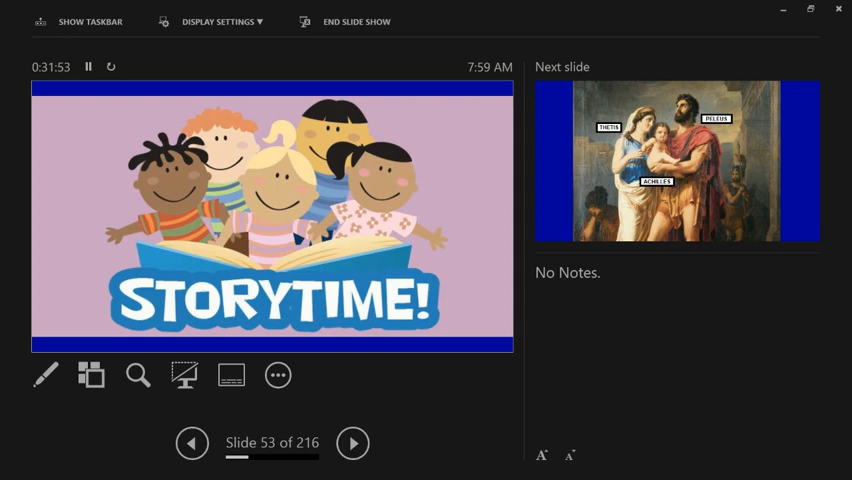 SHOW TASKBAR
DISPLAY SETTINGS ▼
END SLIDE SHOW
0:31:53
7:59 AM
STORYTIME!
Slide 53 of 216
Next slide
THETIS
PELEUS
ACHILLES
No Notes.
A A